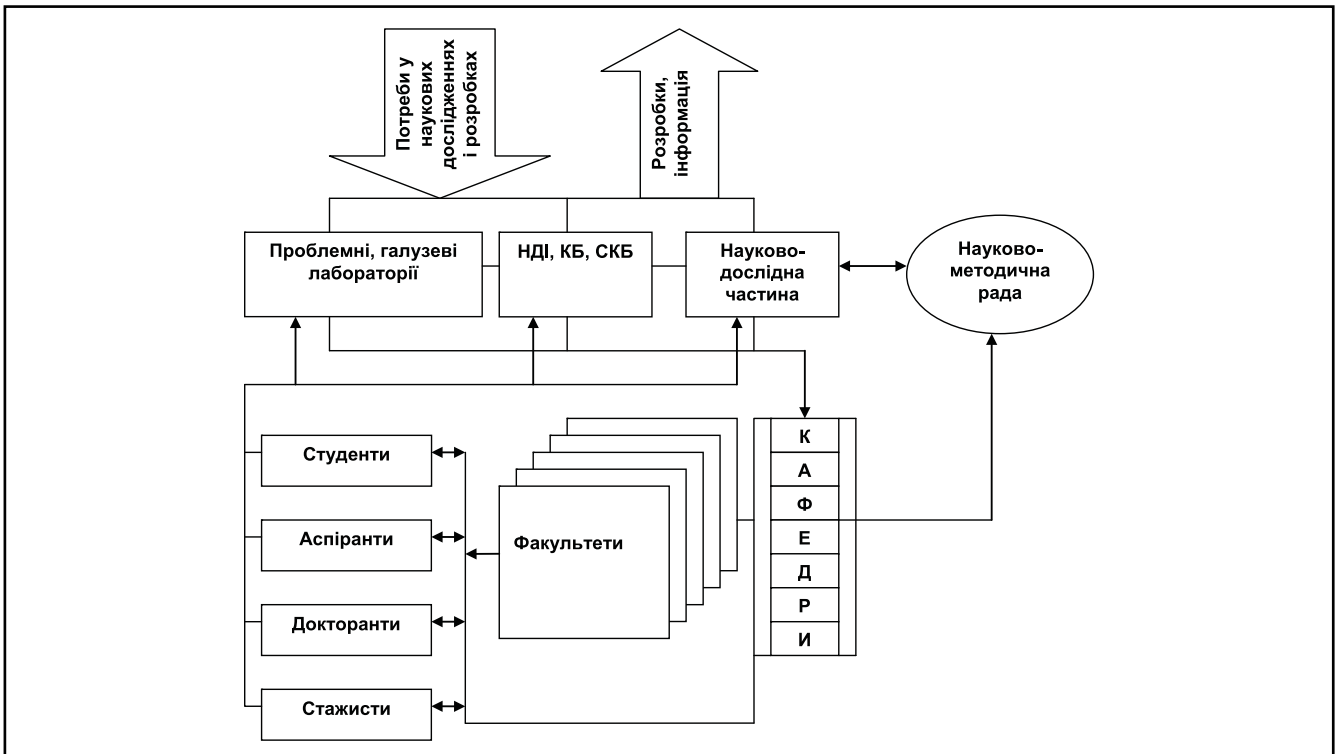 Потреби у
наукових
дослідженнях
і розробках
Розробки,
інформація
Проблемні, галузеві
лабораторії
НДІ, КБ, СКБ
Науково-
дослідна
частина
Науково-
методична
рада
Студенти
Аспіранти
Докторанти
Стажисти
Факультети
К
А
Ф
Е
Д
Р
И